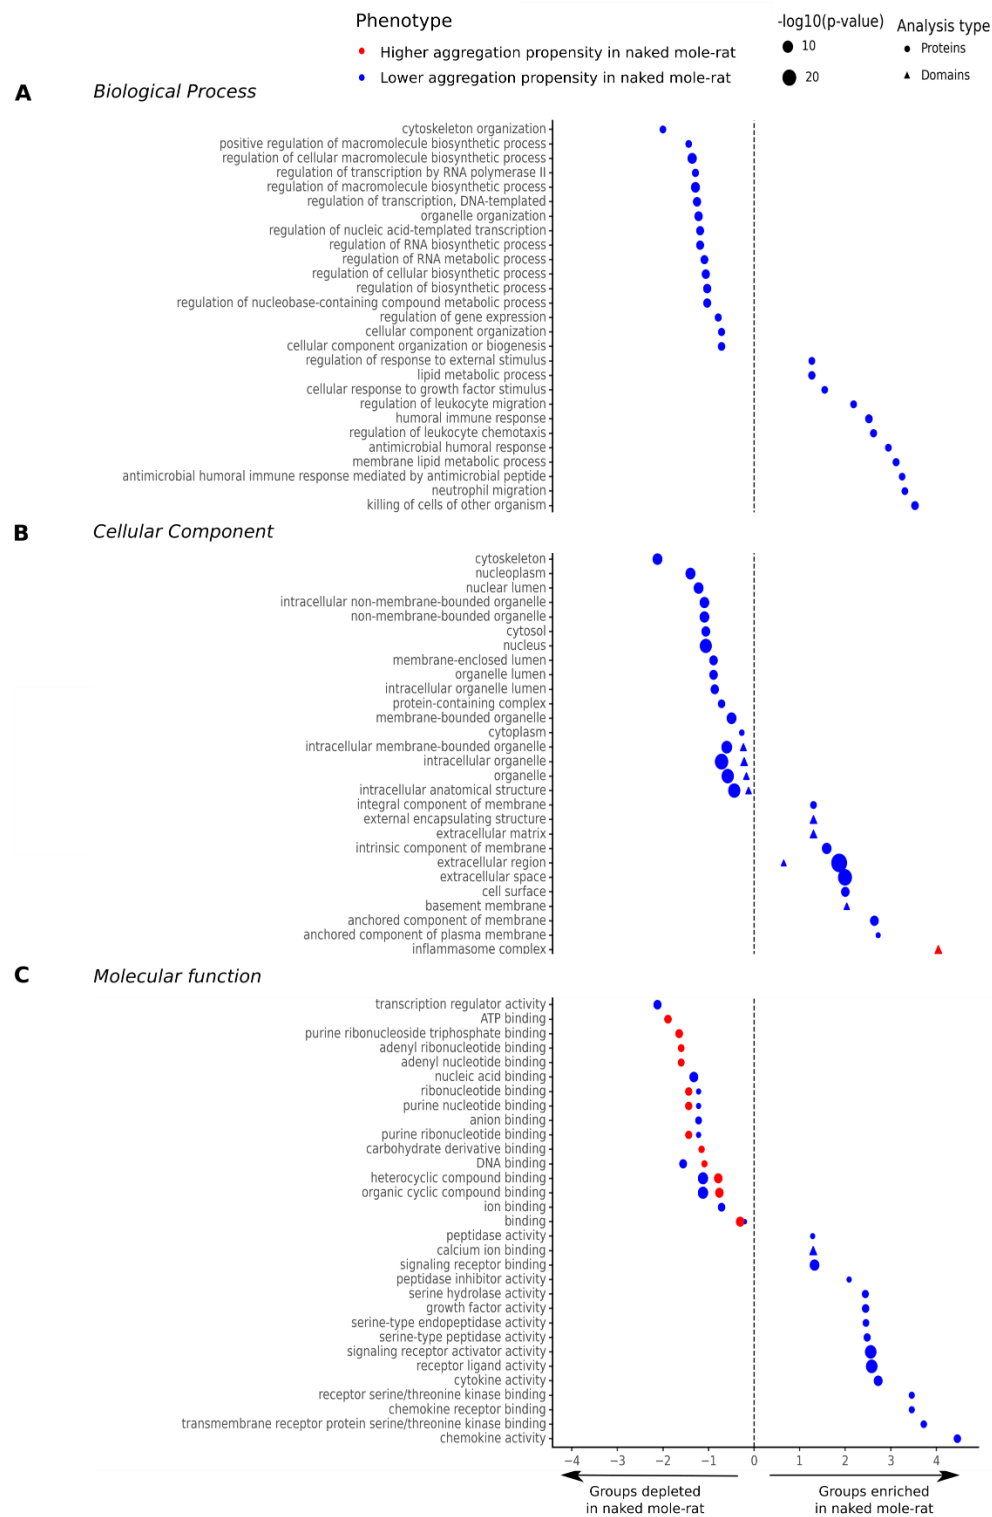 Phenotype
Higher aggregation propensity in naked mole-rat
Lower aggregation propensity in naked mole-rat
-log10(p-value)
10
20
Analysis type
Proteins
Domains
A
Biological Process
cytoskeleton organization
positive regulation of macromolecule biosynthetic process
regulation of cellular macromolecule biosynthetic process
regulation of transcription by RNA polymerase II
regulation of macromolecule biosynthetic process
regulation of transcription, DNA-templated
organelle organization
regulation of nucleic acid-templated transcription
regulation of RNA biosynthetic process
regulation of RNA metabolic process
regulation of cellular biosynthetic process
regulation of biosynthetic process
regulation of nucleobase-containing compound metabolic process
regulation of gene expression
cellular component organization
cellular component organization or biogenesis
regulation of response to external stimulus
lipid metabolic process
cellular response to growth factor stimulus
regulation of leukocyte migration
humoral immune response
regulation of leukocyte chemotaxis
antimicrobial humoral response
membrane lipid metabolic process
antimicrobial humoral immune response mediated by antimicrobial peptide
neutrophil migration
killing of cells of other organism
B
Cellular Component
cytoskeleton
nucleoplasm
nuclear lumen
intracellular non-membrane-bounded organelle
non-membrane-bounded organelle
cytosol
nucleus
membrane-enclosed lumen
organelle lumen
intracellular organelle lumen
protein-containing complex
membrane-bounded organelle
cytoplasm
intracellular membrane-bounded organelle
intracellular organelle
organelle
intracellular anatomical structure
integral component of membrane
external encapsulating structure
extracellular matrix
intrinsic component of membrane
extracellular region
extracellular space
cell surface
basement membrane
anchored component of membrane
anchored component of plasma membrane
inflammasome complex
C
Molecular function
transcription regulator activity
ATP binding
purine ribonucleoside triphosphate binding
adenyl ribonucleotide binding
adenyl nucleotide binding
nucleic acid binding
ribonucleotide binding
purine nucleotide binding
anion binding
purine ribonucleotide binding
carbohydrate derivative binding
DNA binding
heterocyclic compound binding
organic cyclic compound binding
ion binding
binding
peptidase activity
calcium ion binding
signaling receptor binding
peptidase inhibitor activity
serine hydrolase activity
growth factor activity
serine-type endopeptidase activity
serine-type peptidase activity
signaling receptor activator activity
receptor ligand activity
cytokine activity
receptor serine/threonine kinase binding
chemokine receptor binding
transmembrane receptor protein serine/threonine kinase binding
chemokine activity
−4 −3 −2 −1 0 1 2 3 4
Groups depleted
in naked mole-rat
Groups enriched
in naked mole-rat